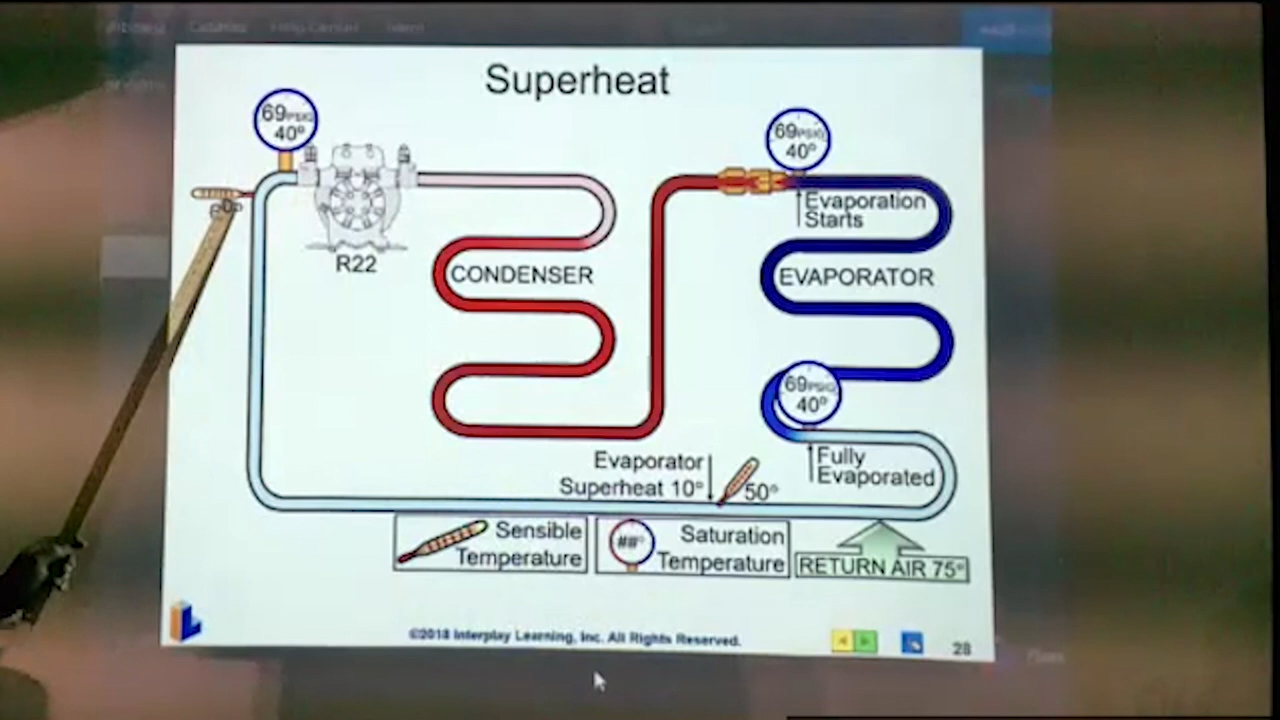 Superheat
69PSIG
40°
69PSIG
40°
Evaporation
Starts
R22
CONDENSER
EVAPORATOR
69PSIG
40°
Evaporator
Superheat 10°
50°
Fully
Evaporated
Sensible
Temperature
##°
Saturation
Temperature
RETURN AIR 75°
©2018 Interplay Learning, Inc. All Rights Reserved.
28